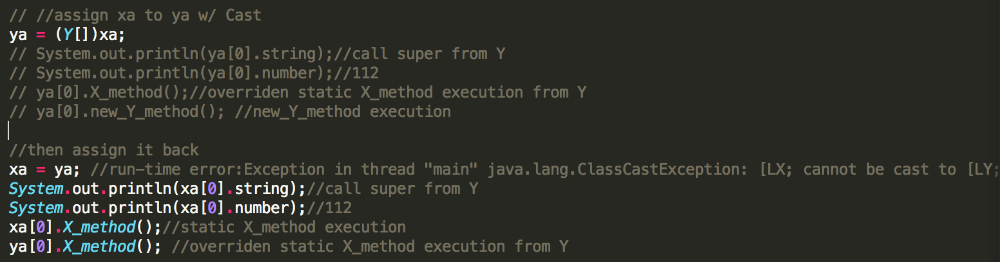 // //assign xa to ya w/ Cast
ya = (Y[])xa;
// System.out.println(ya[0].string);//call super from Y
// System.out.println(ya[0].number);//112
// ya[0].X_method();//overriden static X_method execution from Y
// ya[0].new_Y_method(); //new_Y_method execution
//then assign it back
xa = ya; //run-time error:Exception in thread "main" java.lang.ClassCastException: [LX; cannot be cast to [LY;
System.out.println(xa[0].string);//call super from Y
System.out.println(xa[0].number);//112
xa[0].X_method();//static X_method execution
ya[0].X_method(); //overriden static X_method execution from Y